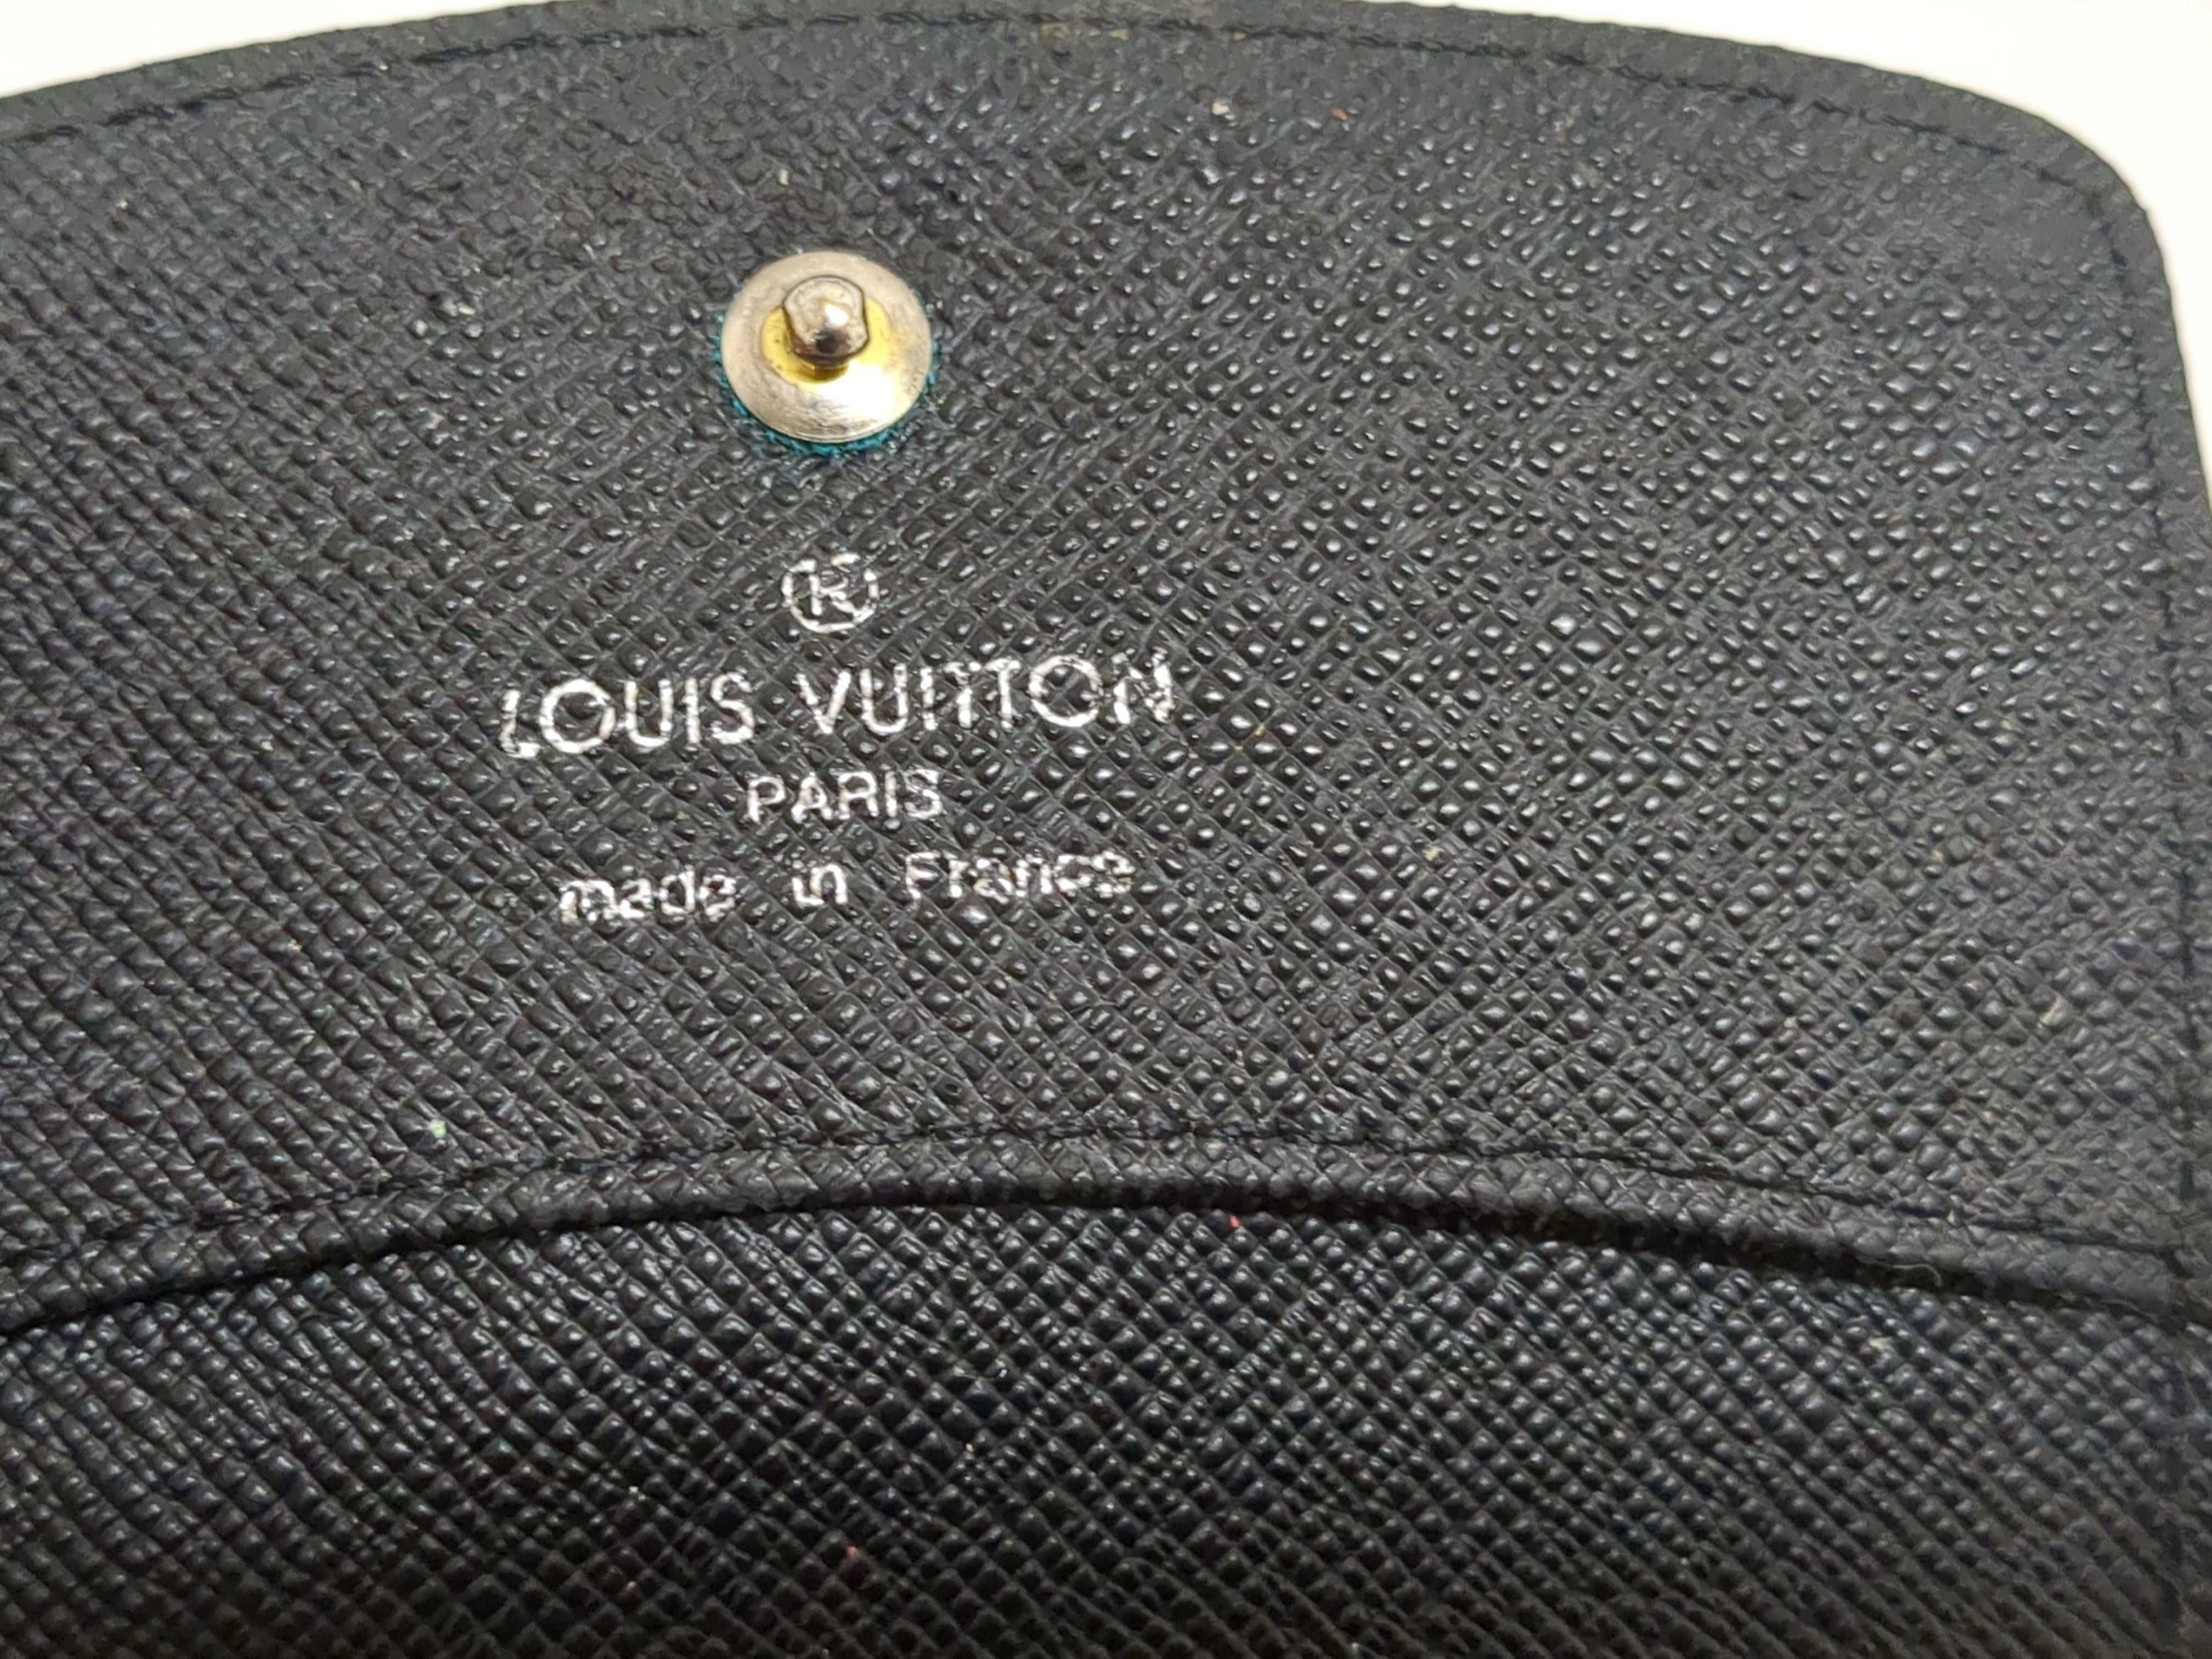 ®
LOUIS VUITTON
PARIS
made in France